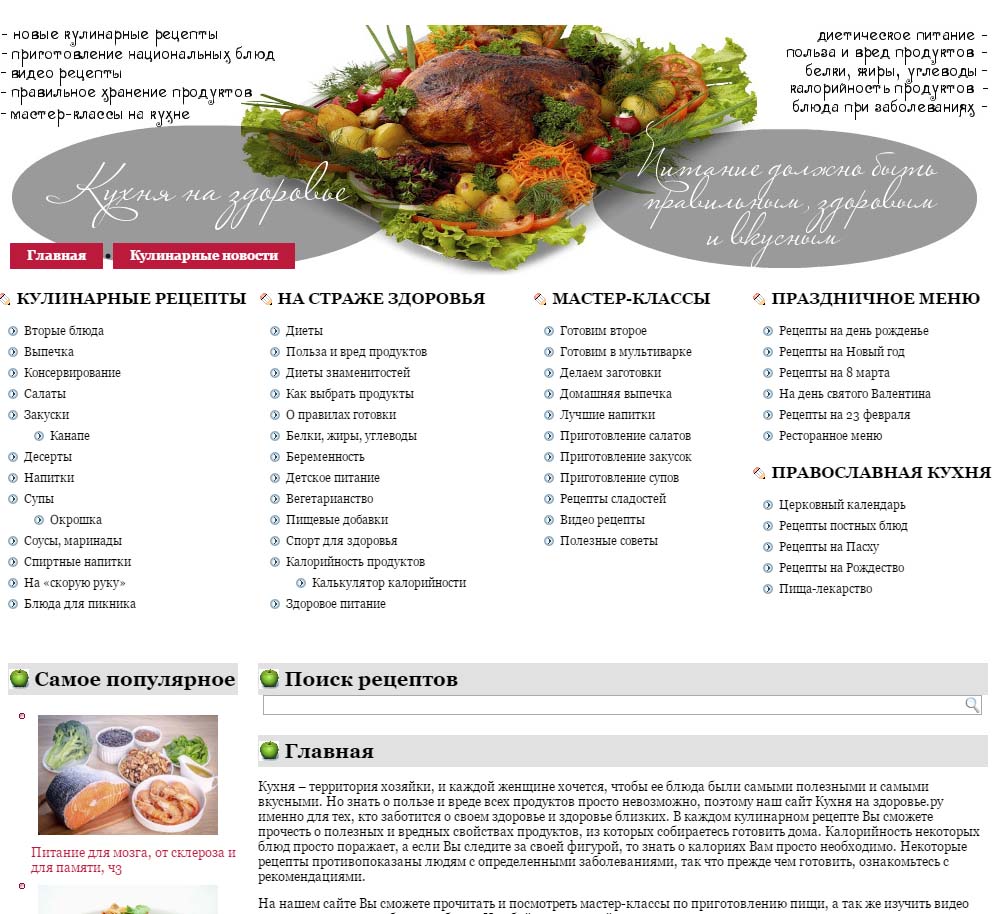 - новые кулинарные рецепты
- приготовление национальных блюд
- видео рецепты
- правильное хранение продуктов
- мастер-классы на кухне
диетическое питание -
польза и вред продуктов -
белки, жиры, углеводы -
калорийность продуктов -
блюда при заболеваниях -
Кухня на здоровье
Питание должно быть
правильным, здоровым
и вкусным
Главная
Кулинарные новости
КУЛИНАРНЫЕ РЕЦЕПТЫ
Вторые блюда
Выпечка
Консервирование
Салаты
Закуски
Канапе
Десерты
Напитки
Супы
Окрошка
Соусы, маринады
Спиртные напитки
На «скорую руку»
Блюда для пикника
НА СТРАЖЕ ЗДОРОВЬЯ
Диеты
Польза и вред продуктов
Диеты знаменитостей
Как выбрать продукты
О правилах готовки
Белки, жиры, углеводы
Беременность
Детское питание
Вегетарианство
Пищевые добавки
Спорт для здоровья
Калорийность продуктов
Калькулятор калорийности
Здоровое питание
МАСТЕР-КЛАССЫ
Готовим второе
Готовим в мультиварке
Делаем заготовки
Домашняя выпечка
Лучшие напитки
Приготовление салатов
Приготовление закусок
Приготовление супов
Рецепты сладостей
Видео рецепты
Полезные советы
ПРАЗДНИЧНОЕ МЕНЮ
Рецепты на день рожденье
Рецепты на Новый год
Рецепты на 8 марта
На день святого Валентина
Рецепты на 23 февраля
Ресторанное меню
ПРАВОСЛАВНАЯ КУХНЯ
Церковный календарь
Рецепты постных блюд
Рецепты на Пасху
Рецепты на Рождество
Пища-лекарство
Самое популярное
Питание для мозга, от склероза и
для памяти, ч3
Поиск рецептов
Главная
Кухня – территория хозяйки, и каждой женщине хочется, чтобы ее блюда были самыми полезными и самыми
вкусными. Но знать о пользе и вреде всех продуктов просто невозможно, поэтому наш сайт Кухня на здоровье.ру
именно для тех, кто заботится о своем здоровье и здоровье близких. В каждом кулинарном рецепте Вы сможете
прочесть о полезных и вредных свойствах продуктов, из которых собираетесь готовить дома. Калорийность некоторых
блюд просто поражает, а если Вы следите за своей фигурой, то знать о калориях Вам просто необходимо. Некоторые
рецепты противопоказаны людям с определенными заболеваниями, так что прежде чем готовить, ознакомьтесь с
рекомендациями.
На нашем сайте Вы сможете прочитать и посмотреть мастер-классы по приготовлению пищи, а так же изучить видео